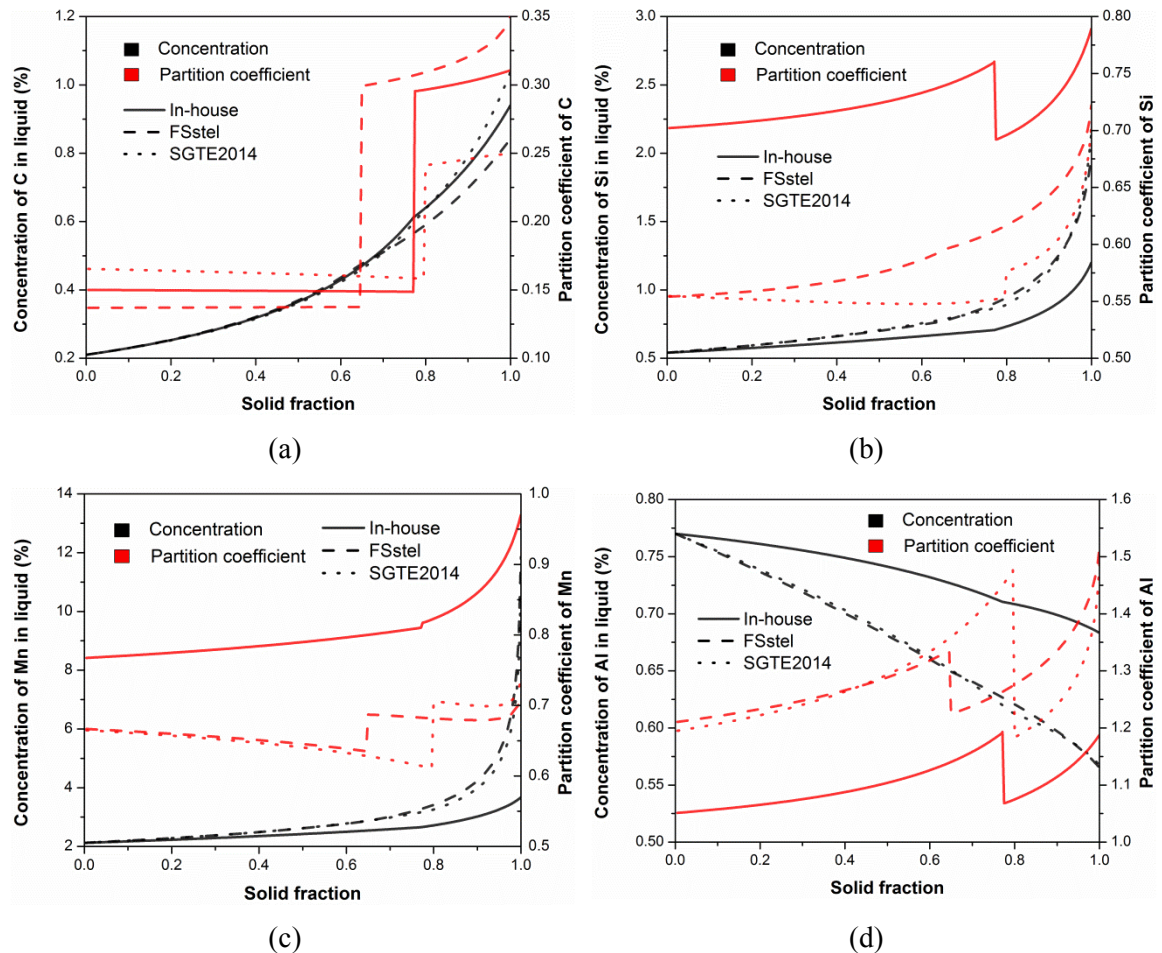 1.2
1.0
0.8
0.6
0.4
0.2
Concentration of C in liquid (%)
Concentration
Partition coefficient
In-house
FSstel
SGTE2014
0.35
0.30
0.25
0.20
0.15
0.10
Partition coefficient of C
0.0 0.2 0.4 0.6 0.8 1.0
Solid fraction
(a)
3.0
2.5
2.0
1.5
1.0
0.5
Concentration of Si in liquid (%)
Concentration
Partition coefficient
In-house
FSstel
SGTE2014
0.80
0.75
0.70
0.65
0.60
0.55
0.50
Partition coefficient of Si
0.0 0.2 0.4 0.6 0.8 1.0
Solid fraction
(b)
14
12
10
8
6
4
2
Concentration of Mn in liquid (%)
Concentration
Partition coefficient
In-house
FSstel
SGTE2014
1.0
0.9
0.8
0.7
0.6
0.5
Partition coefficient of Mn
0.0 0.2 0.4 0.6 0.8 1.0
Solid fraction
(c)
0.80
0.75
0.70
0.65
0.60
0.55
0.50
Concentration of Al in liquid (%)
Concentration
Partition coefficient
In-house
FSstel
SGTE2014
1.6
1.5
1.4
1.3
1.2
1.1
1.0
Partition coefficient of Al
0.0 0.2 0.4 0.6 0.8 1.0
Solid fraction
(d)